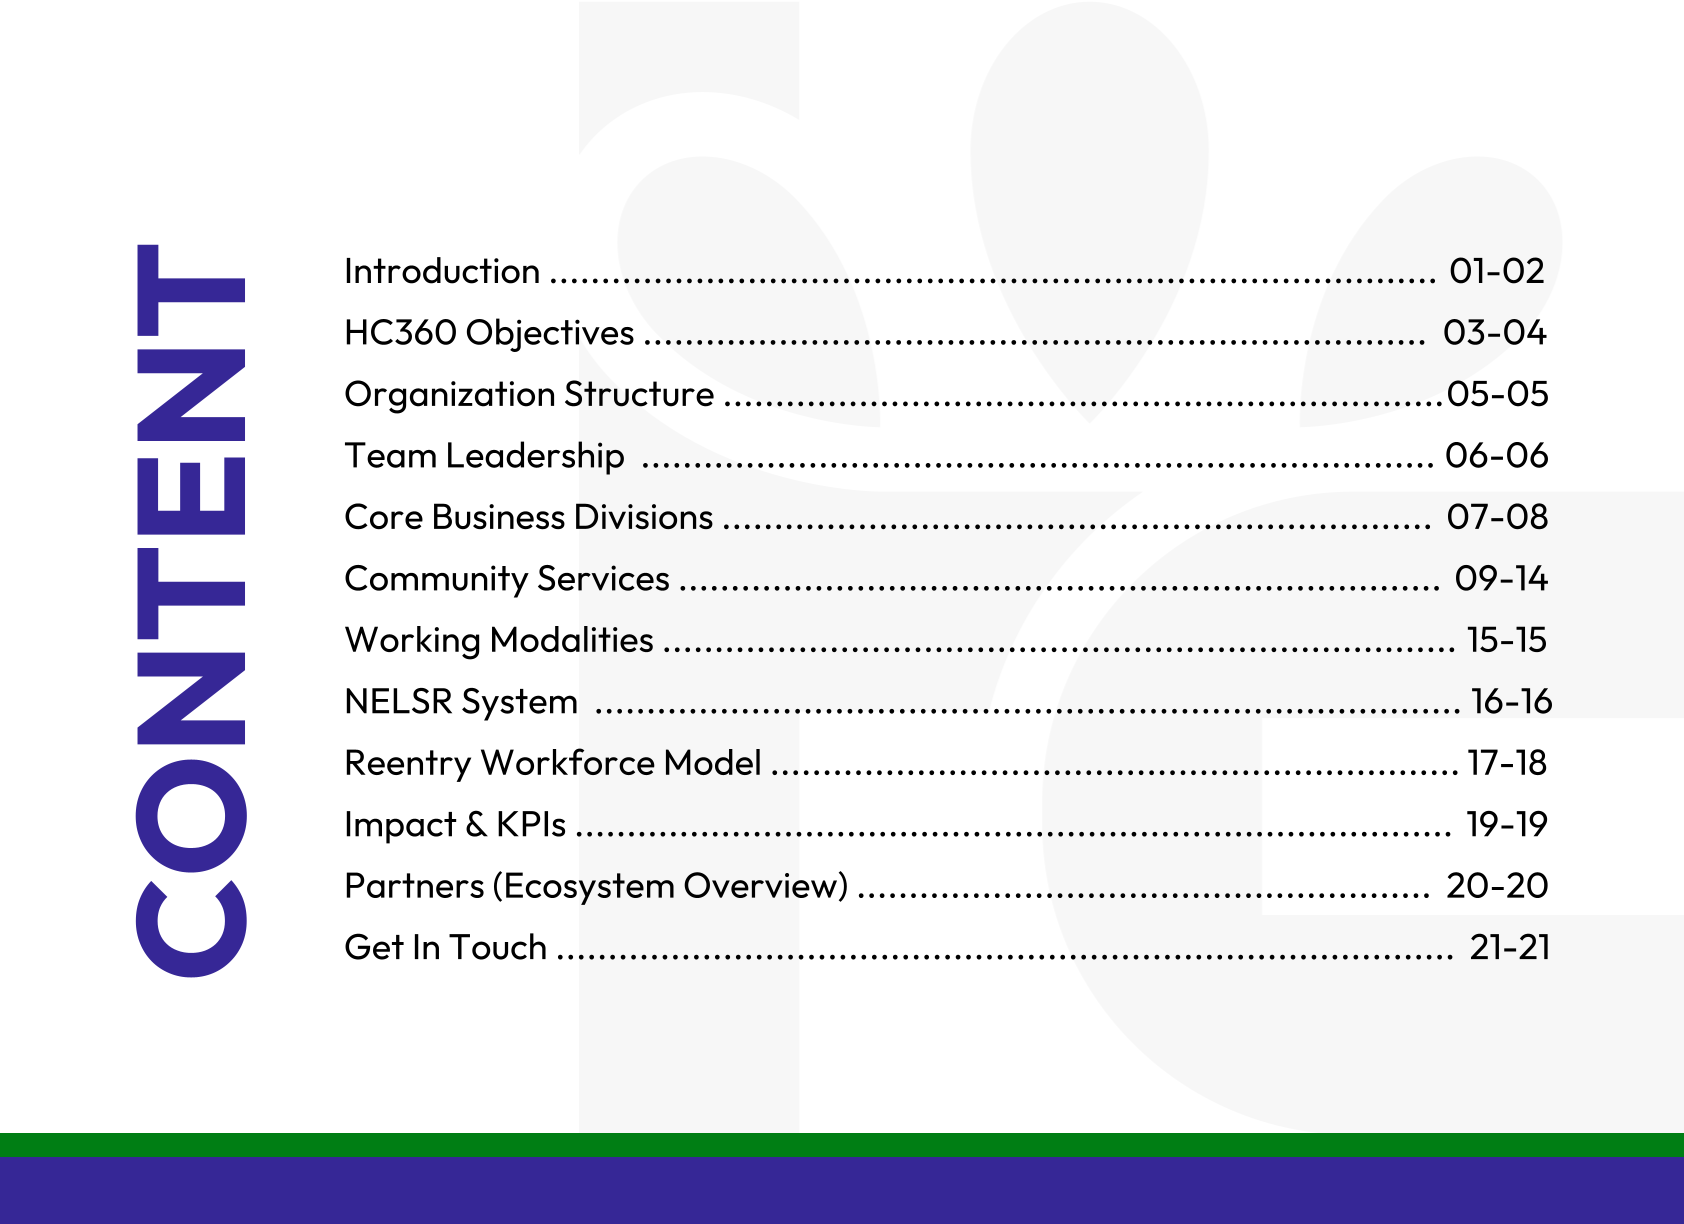 CONTENT
Introduction ..................................................................................... 01-02
HC360 Objectives ........................................................................... 03-04
Organization Structure .....................................................................05-05
Team Leadership ............................................................................ 06-06
Core Business Divisions .................................................................... 07-08
Community Services ......................................................................... 09-14
Working Modalities ............................................................................ 15-15
NELSR System ................................................................................... 16-16
Reentry Workforce Model .................................................................. 17-18
Impact & KPIs .................................................................................... 19-19
Partners (Ecosystem Overview) ....................................................... 20-20
Get In Touch ...................................................................................... 21-21